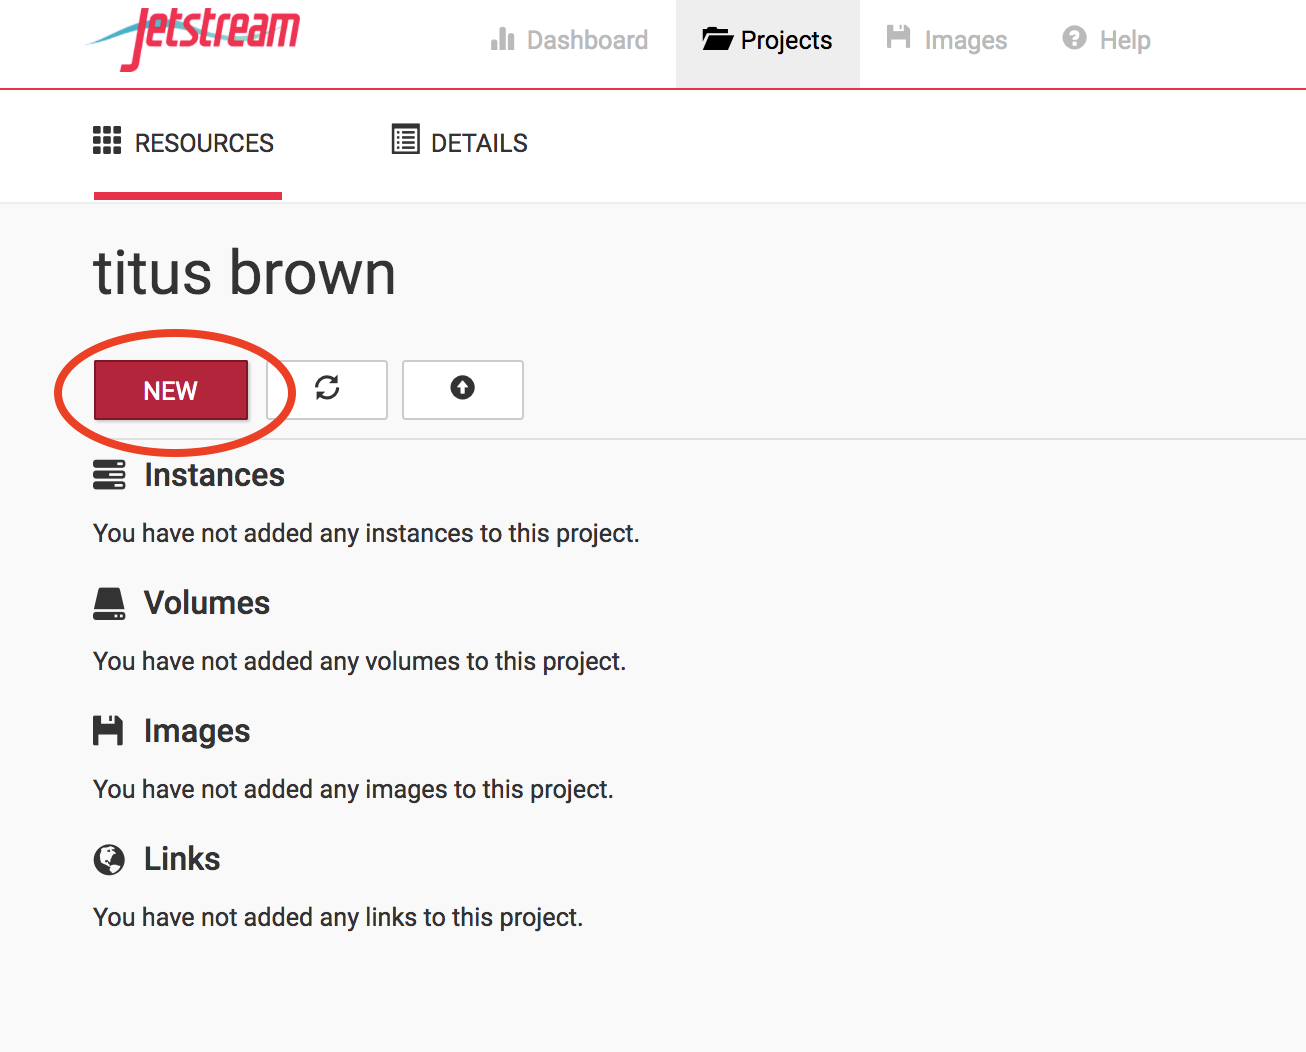 Jetstream
Dashboard Projects Images Help
RESOURCES DETAILS
titus brown
NEW
Instances
You have not added any instances to this project.
Volumes
You have not added any volumes to this project.
Images
You have not added any images to this project.
Links
You have not added any links to this project.